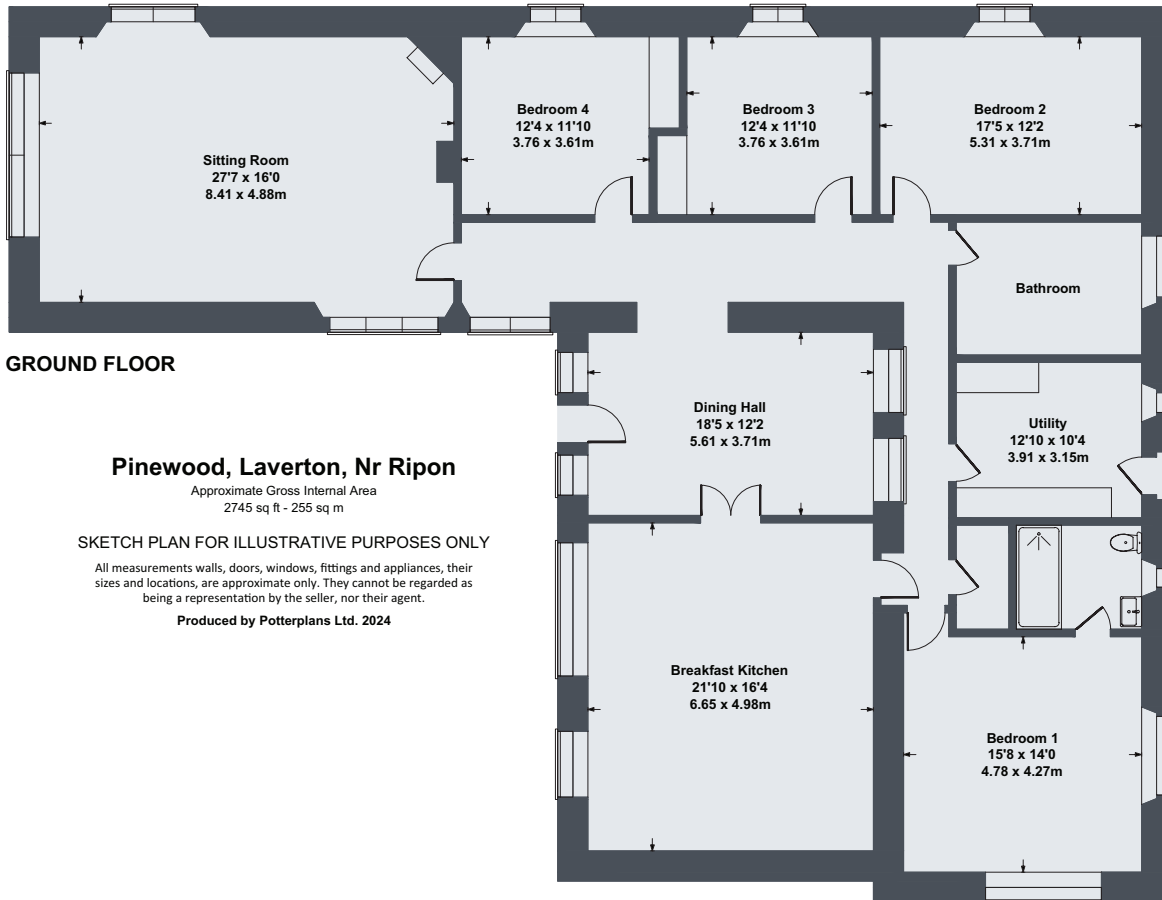 Bedroom 4
12'4 x 11'10
3.76 x 3.61m
Bedroom 3
12'4 x 11'10
3.76 x 3.61m
Bedroom 2
17'5 x 12'2
5.31 x 3.71m
Sitting Room
27'7 x 16'0
8.41 x 4.88m
Bathroom
GROUND FLOOR
Dining Hall
18'5 x 12'2
5.61 x 3.71m
Utility
12'10 x 10'4
3.91 x 3.15m
Pinewood, Laverton, Nr Ripon
Approximate Gross Internal Area
2745 sq ft - 255 sq m
SKETCH PLAN FOR ILLUSTRATIVE PURPOSES ONLY
All measurements walls, doors, windows, fittings and appliances, their
sizes and locations, are approximate only. They cannot be regarded as
being a representation by the seller, nor their agent.
Produced by Potterplans Ltd. 2024
Breakfast Kitchen
21'10 x 16'4
6.65 x 4.98m
Bedroom 1
15'8 x 14'0
4.78 x 4.27m